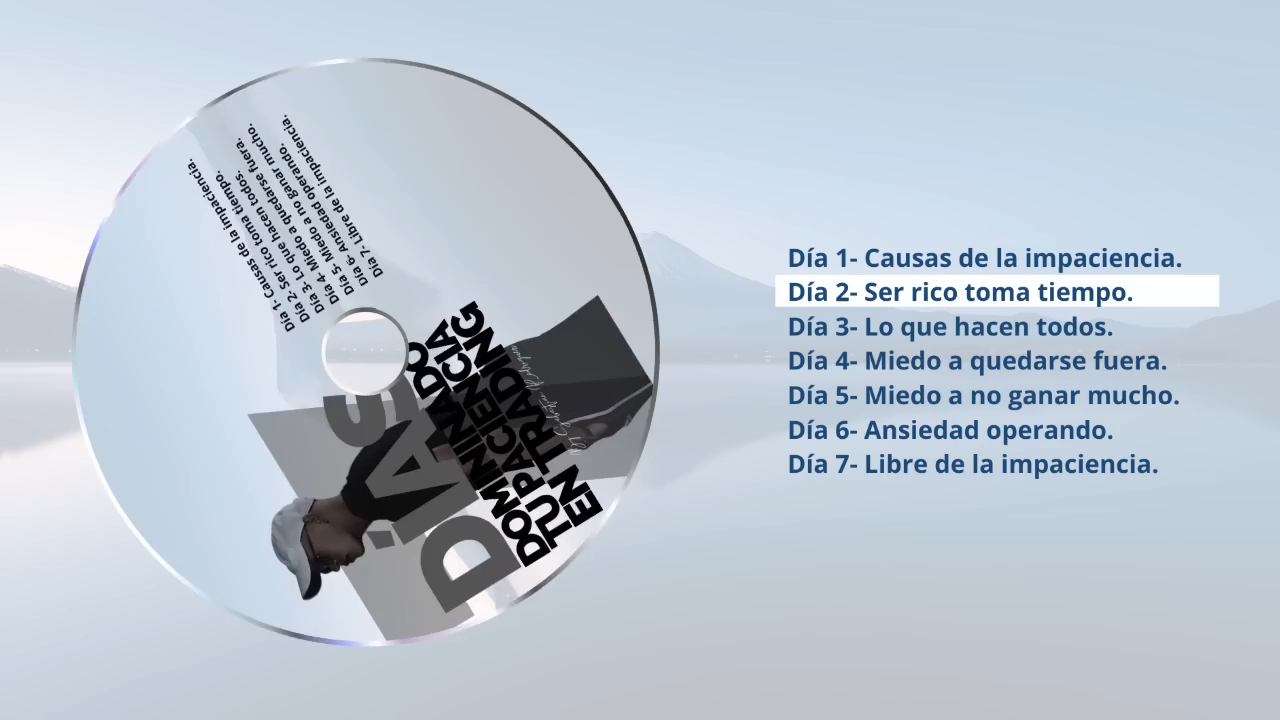 Día 1- Causas de la impaciencia.
Día 2- Ser rico toma tiempo.
Día 3- Lo que hacen todos.
Día 4- Miedo a quedarse fuera.
Día 5- Miedo a no ganar mucho.
Día 6- Ansiedad operando.
Día 7- Libre de la impaciencia.
DÍAS
DOMININADO
TU PACIENCIA
EN TRADING
Día 1- Causas de la impaciencia.
Día 2- Ser rico toma tiempo.
Día 3- Lo que hacen todos.
Día 4- Miedo a quedarse fuera.
Día 5- Miedo a no ganar mucho.
Día 6- Ansiedad operando.
Día 7- Libre de la impaciencia.